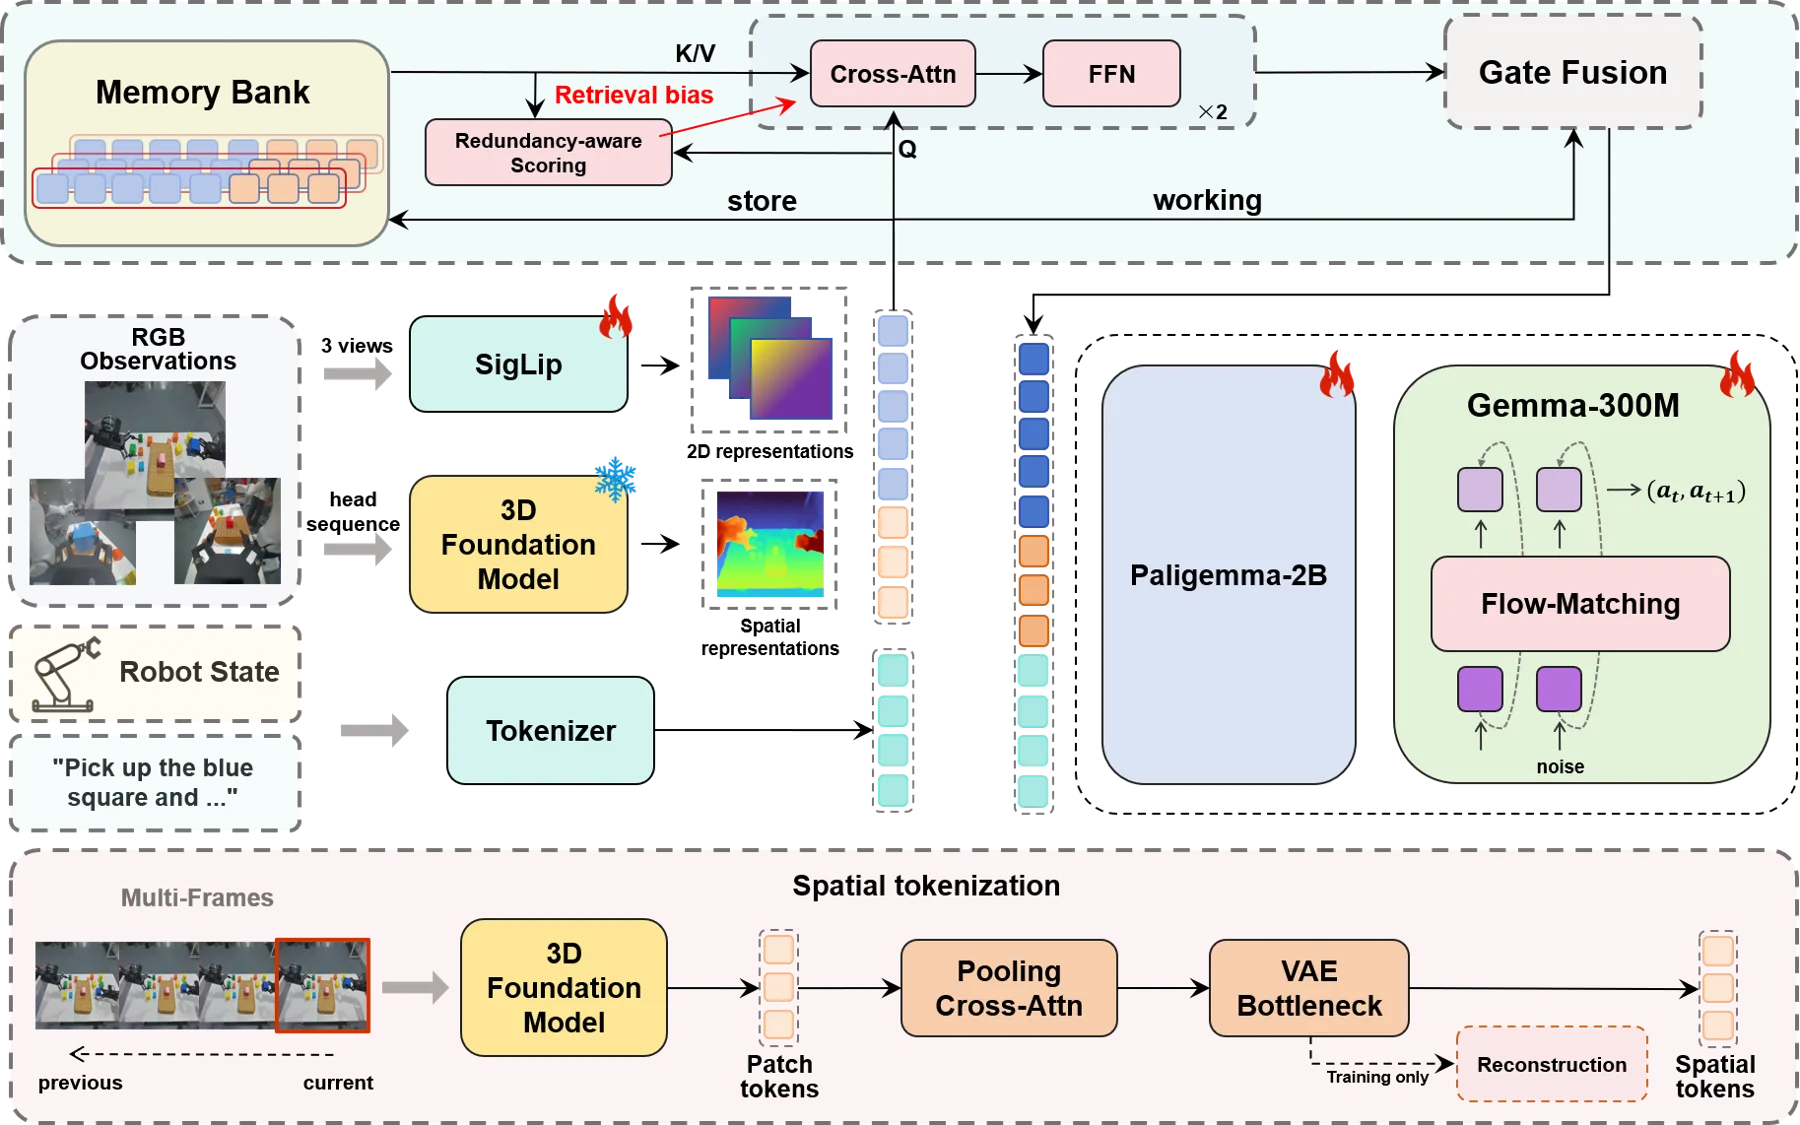 Memory Bank
K/V
Retrieval bias
Redundancy-aware
Scoring
Cross-Attn
FFN
×2
Gate Fusion
Q
store
working
RGB
Observations
3 views
SigLip
2D representations
head
sequence
3D
Foundation
Model
Spatial
representations
Robot State
"Pick up the blue
square and ..."
Tokenizer
Paligemma-2B
Gemma-300M
(a_t, a_{t+1})
Flow-Matching
noise
Spatial tokenization
Multi-Frames
previous
current
3D
Foundation
Model
Patch
tokens
Pooling
Cross-Attn
VAE
Bottleneck
Training only
Reconstruction
Spatial
tokens